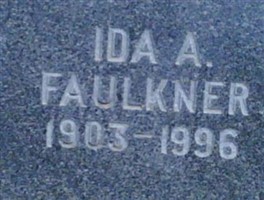 IDA A.
FAULKNER
1903-1996